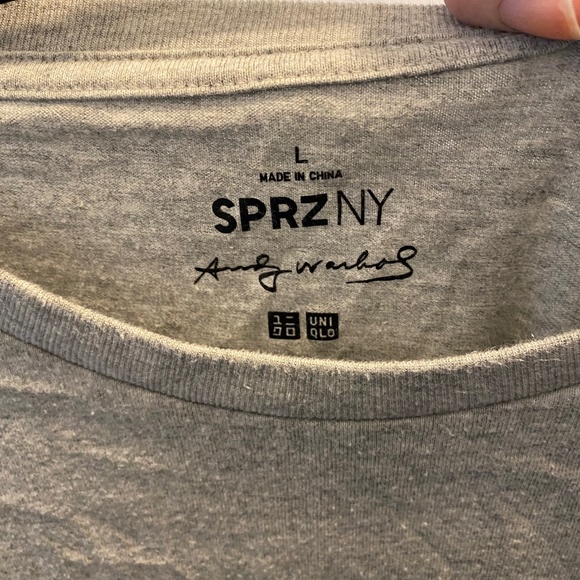 L
MADE IN CHINA
SPRZ NY
Andy Warhol
ユニ UNI
クロ QLO